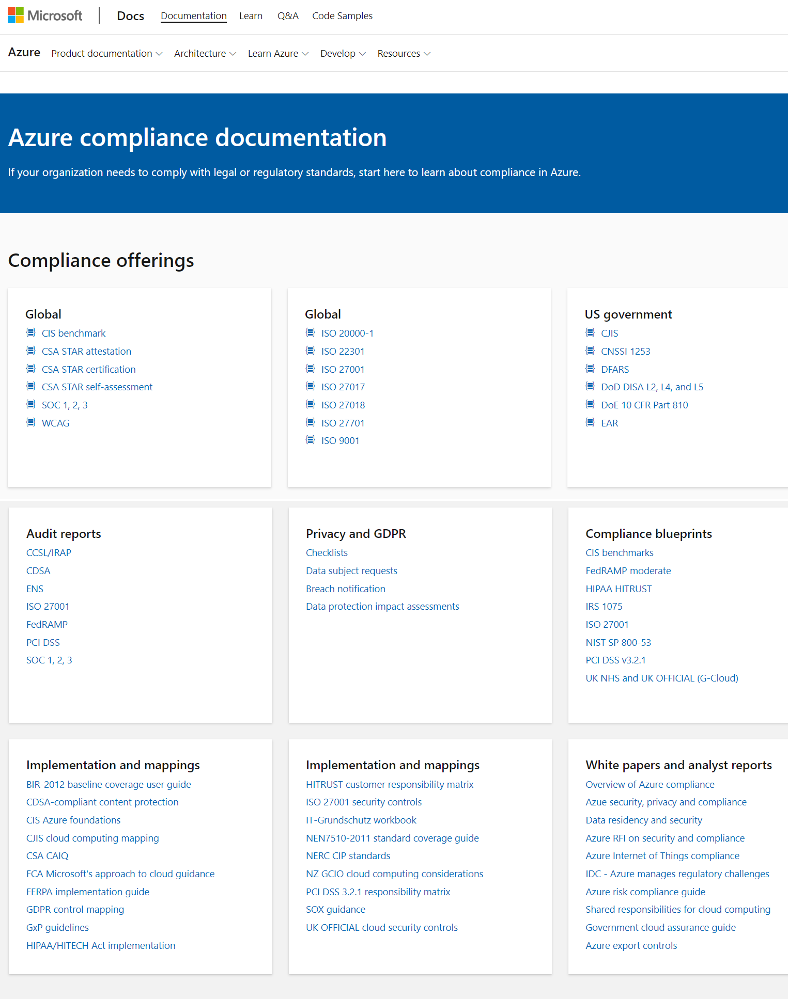 Microsoft Docs Documentation Learn Q&A Code Samples
Azure Product documentation Architecture Learn Azure Develop Resources
Azure compliance documentation
If your organization needs to comply with legal or regulatory standards, start here to learn about compliance in Azure.
Compliance offerings
Global
CIS benchmark
CSA STAR attestation
CSA STAR certification
CSA STAR self-assessment
SOC 1, 2, 3
WCAG
Global
ISO 20000-1
ISO 22301
ISO 27001
ISO 27017
ISO 27018
ISO 27701
ISO 9001
US government
CJIS
CNSSI 1253
DFARS
DoD DISA L2, L4, and L5
DoE 10 CFR Part 810
EAR
Audit reports
CCSL/IRAP
CDSA
ENS
ISO 27001
FedRAMP
PCI DSS
SOC 1, 2, 3
Privacy and GDPR
Checklists
Data subject requests
Breach notification
Data protection impact assessments
Compliance blueprints
CIS benchmarks
FedRAMP moderate
HIPAA HITRUST
IRS 1075
ISO 27001
NIST SP 800-53
PCI DSS v3.2.1
UK NHS and UK OFFICIAL (G-Cloud)
Implementation and mappings
BIR-2012 baseline coverage user guide
CDSA-compliant content protection
CIS Azure foundations
CJIS cloud computing mapping
CSA CAIQ
FCA Microsoft's approach to cloud guidance
FERPA implementation guide
GDPR control mapping
GxP guidelines
HIPAA/HITECH Act implementation
Implementation and mappings
HITRUST customer responsibility matrix
ISO 27001 security controls
IT-Grundschutz workbook
NEN7510-2011 standard coverage guide
NERC CIP standards
NZ GCIO cloud computing considerations
PCI DSS 3.2.1 responsibility matrix
SOX guidance
UK OFFICIAL cloud security controls
White papers and analyst reports
Overview of Azure compliance
Azue security, privacy and compliance
Data residency and security
Azure RFI on security and compliance
Azure Internet of Things compliance
IDC - Azure manages regulatory challenges
Azure risk compliance guide
Shared responsibilities for cloud computing
Government cloud assurance guide
Azure export controls